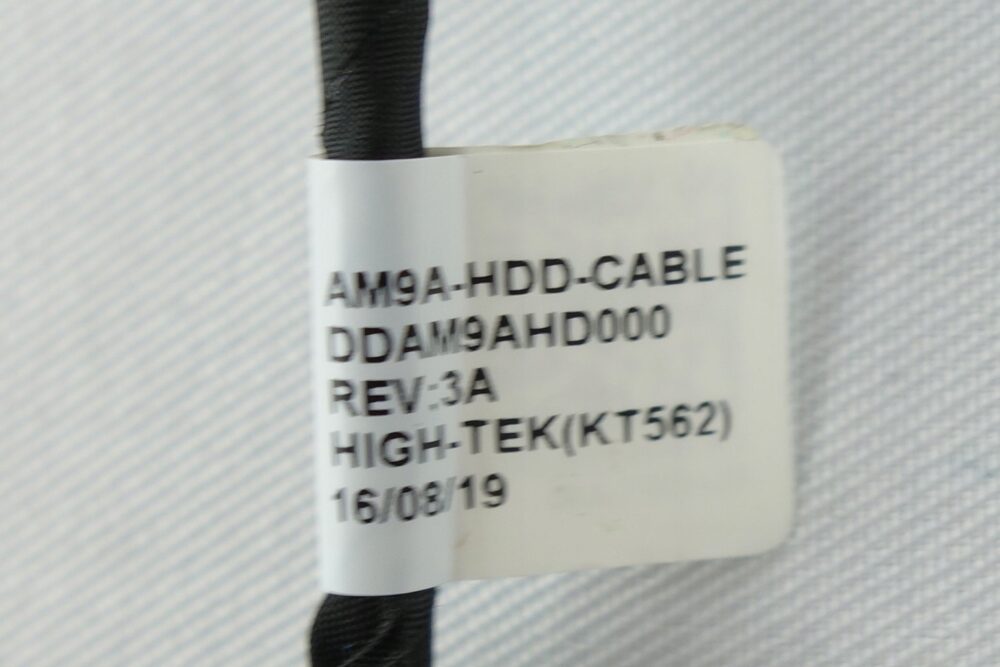 AM9A-HDD-CABLE
DDAM9AHD000
REV:3A
HIGH-TEK(KT562)
16/08/19